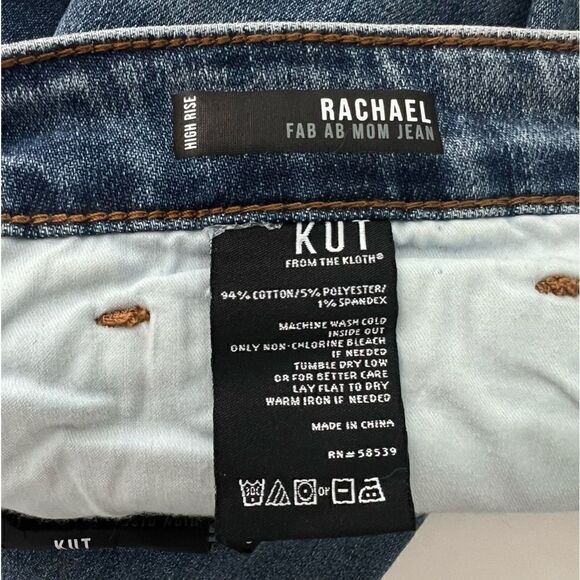 HIGH RISE
RACHAEL
FAB AB MOM JEAN
KUT
FROM THE KLOTH®
94% COTTON/5% POLYESTER/
1% SPANDEX
MACHINE WASH COLD
INSIDE OUT
ONLY NON-CHLORINE BLEACH
IF NEEDED
TUMBLE DRY LOW
OR FOR BETTER CARE
LAY FLAT TO DRY
WARM IRON IF NEEDED
MADE IN CHINA
RN# 58539
or
KUT